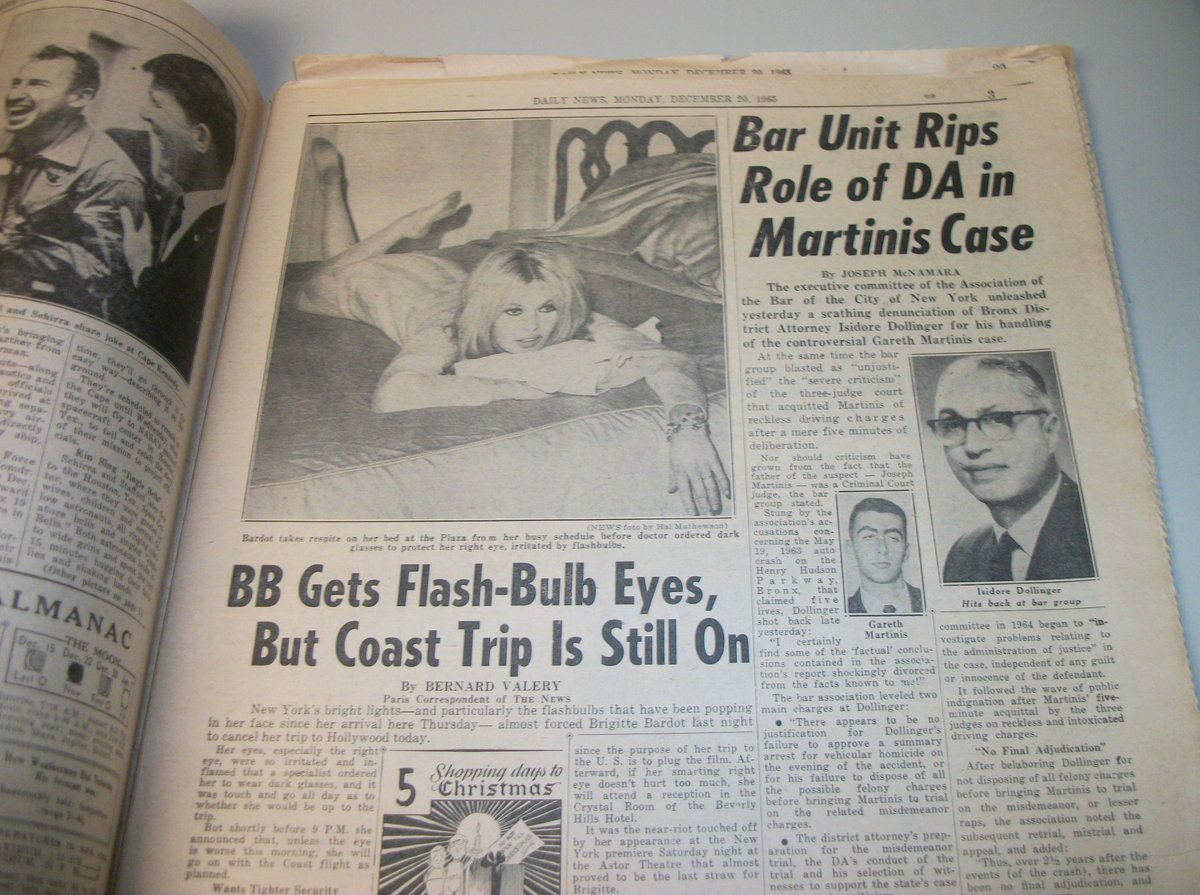 DAILY NEWS, MONDAY, DECEMBER 20, 1965
3
and Schirra share joke at Cape Kennedy.
ALMANAC
THE MOON
5
Shopping days to
Christmas
(NEWS foto by Hal Mathewson)
Bardot takes respite on her bed at the Plaza from her busy schedule before doctor ordered dark
glasses to protect her right eye, irritated by flashbulbs.
BB Gets Flash-Bulb Eyes,
But Coast Trip Is Still On
By BERNARD VALERY
Paris Correspondent of THE NEWS
New York's bright lights—and particularly the flashbulbs that have been popping
in her face since her arrival here Thursday— almost forced Brigitte Bardot last night
to cancel her trip to Hollywood today.
Her eyes, especially the right
eye, were so irritated and in-
flamed that a specialist ordered
her to wear dark glasses, and it
was touch and go all day as to
whether she would be up to the
trip.
But shortly before 9 P.M. she
announced that, unless the eye
is worse this morning, she will
go on with the Coast flight as
planned.
Wants Tighter Security
since the purpose of her trip to
the U. S. is to plug the film. Af-
terward, if her smarting right
eye doesn't hurt too much, she
will attend a reception in the
Crystal Room of the Beverly
Hills Hotel.
It was the near-riot touched off
by her appearance at the New
York premiere Saturday night at
the Astor Theatre that almost
proved to be the last straw for
Brigitte.
Bar Unit Rips
Role of DA in
Martinis Case
By JOSEPH McNAMARA
The executive committee of the Association of
the Bar of the City of New York unleashed
yesterday a scathing denunciation of Bronx Dis-
trict Attorney Isidore Dollinger for his handling
of the controversial Gareth Martinis case.
At the same time the bar
group blasted as "unjusti-
fied" the "severe criticism"
of the three-judge court
that acquitted Martinis of
reckless driving charges
after a mere five minutes of
deliberation.
Nor should criticism have
grown from the fact that the
father of the suspect — Joseph
Martinis — was a Criminal Court
judge, the bar
group stated.
Stung by the
association's ac-
cusations con-
cerning the May
19, 1963 auto
crash on the
Henry Hudson
Parkway,
Bronx, that
claimed five
lives, Dollinger
shot back late
yesterday:
"I certainly
find some of the 'factual' conclu-
sions contained in the associa-
tion's report shockingly divorced
from the facts known to me!"
The bar association leveled two
main charges at Dollinger:
● "There appears to be no
justification for Dollinger's
failure to approve a summary
arrest for vehicular homicide on
the evening of the accident, or
for his failure to dispose of all
the possible felony charges
before bringing Martinis to trial
on the related misdemeanor
charges.
● The district attorney's prep-
aration for the misdemeanor
trial, the DA's conduct of the
trial and his selection of wit-
nesses to support the state's case
Gareth
Martinis
Isidore Dollinger
Hits back at bar group
committee in 1964 began to "in-
vestigate problems relating to
the administration of justice" in
the case, independent of any guilt
or innocence of the defendant.
It followed the wave of public
indignation after Martinis' five-
minute acquittal by the three
judges on reckless and intoxicated
driving charges.
"No Final Adjudication"
After belaboring Dollinger for
not disposing of all felony charges
before bringing Martinis to trial
on the misdemeanor, or lesser
raps, the association noted the
subsequent retrial, mistrial and
appeal, and added:
"Thus, over 2½ years after the
events (of the crash), there has
been no final adjudication, and